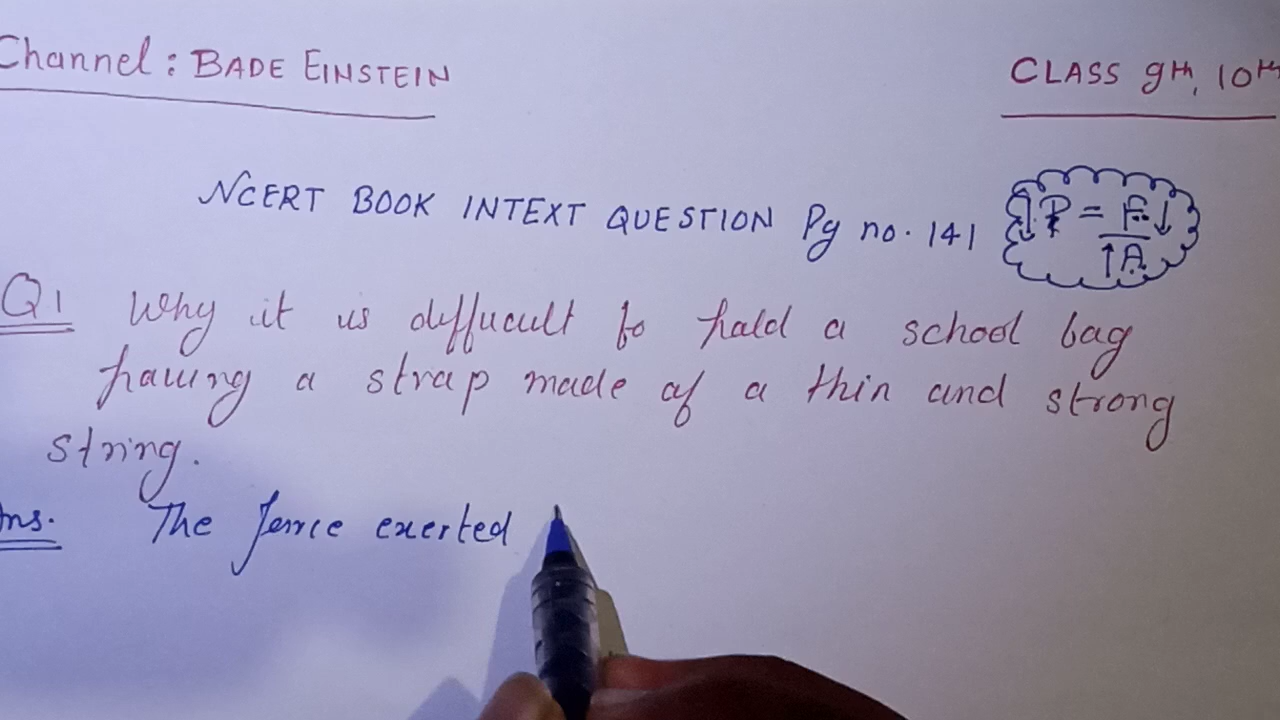 Channel: BADE EINSTEIN
CLASS 9th, 10th
NCERT BOOK INTEXT QUESTION Pg no. 141
↑↓P = F↓
↑A
Q1 Why it is difficult to hold a school bag
having a strap made of a thin and strong
string.
Ans. The force exerted